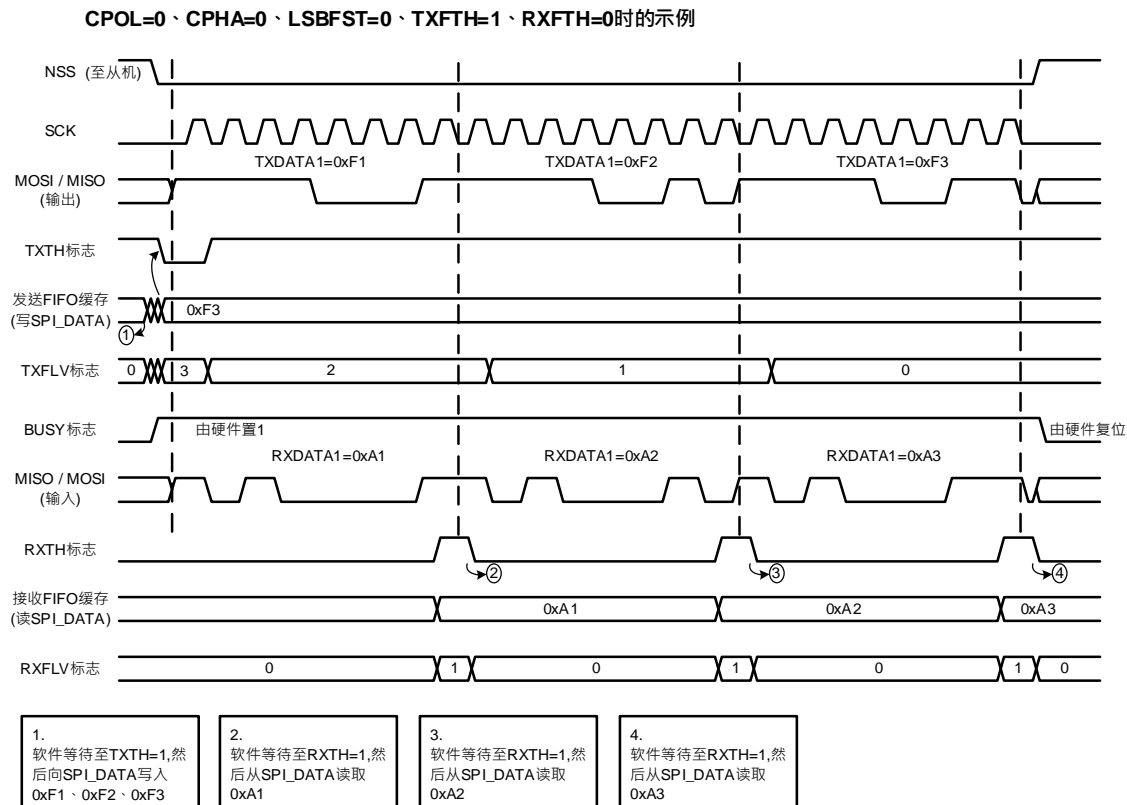 CPOL=0、CPHA=0、LSBFST=0、TXFTH=1、RXFTH=0时的示例
NSS (至从机)
SCK
TXDATA1=0xF1
TXDATA1=0xF2
TXDATA1=0xF3
MOSI / MISO
(输出)
TXTH标志
发送FIFO缓存
(写SPI_DATA)
0xF3
1
TXFLV标志
0
3
2
1
0
BUSY标志
由硬件置1
由硬件复位
RXDATA1=0xA1
RXDATA1=0xA2
RXDATA1=0xA3
MISO / MOSI
(输入)
RXTH标志
2
3
4
接收FIFO缓存
(读SPI_DATA)
0xA1
0xA2
0xA3
RXFLV标志
0
1
0
1
0
1
0
1.
软件等待至TXTH=1,然
后向SPI_DATA写入
0xF1、0xF2、0xF3
2.
软件等待至RXTH=1,然
后从SPI_DATA读取
0xA1
3.
软件等待至RXTH=1,然
后从SPI_DATA读取
0xA2
4.
软件等待至RXTH=1,然
后从SPI_DATA读取
0xA3